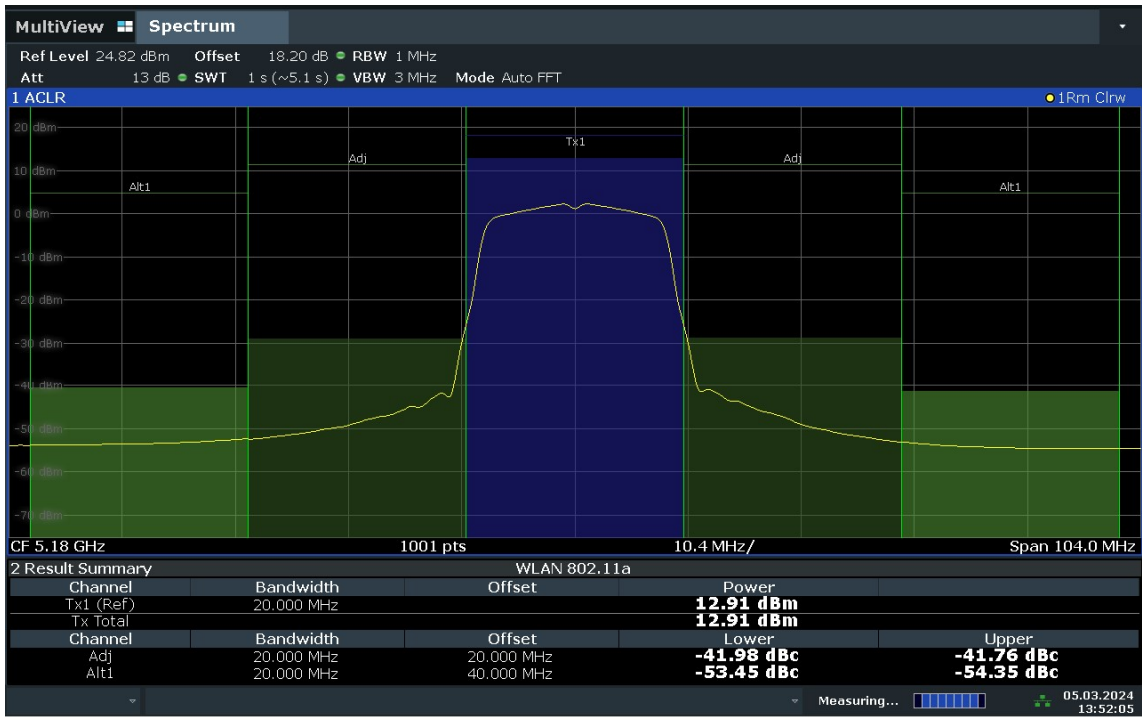 MultiView Spectrum
Ref Level 24.82 dBm Offset 18.20 dB RBW 1 MHz
Att 13 dB SWT 1 s (~5.1 s) VBW 3 MHz Mode Auto FFT
1 ACLR 1Rm Clrw
20 dBm
Tx1
Adj Adj
10 dBm
Alt1 Alt1
0 dBm
-10 dBm
-20 dBm
-30 dBm
-40 dBm
-50 dBm
-60 dBm
-70 dBm
CF 5.18 GHz 1001 pts 10.4 MHz/ Span 104.0 MHz
2 Result Summary WLAN 802.11a
Channel Bandwidth Offset Power
Tx1 (Ref) 20.000 MHz 12.91 dBm
Tx Total 12.91 dBm
Channel Bandwidth Offset Lower Upper
Adj 20.000 MHz 20.000 MHz -41.98 dBc -41.76 dBc
Alt1 20.000 MHz 40.000 MHz -53.45 dBc -54.35 dBc
Measuring... 05.03.2024
13:52:05